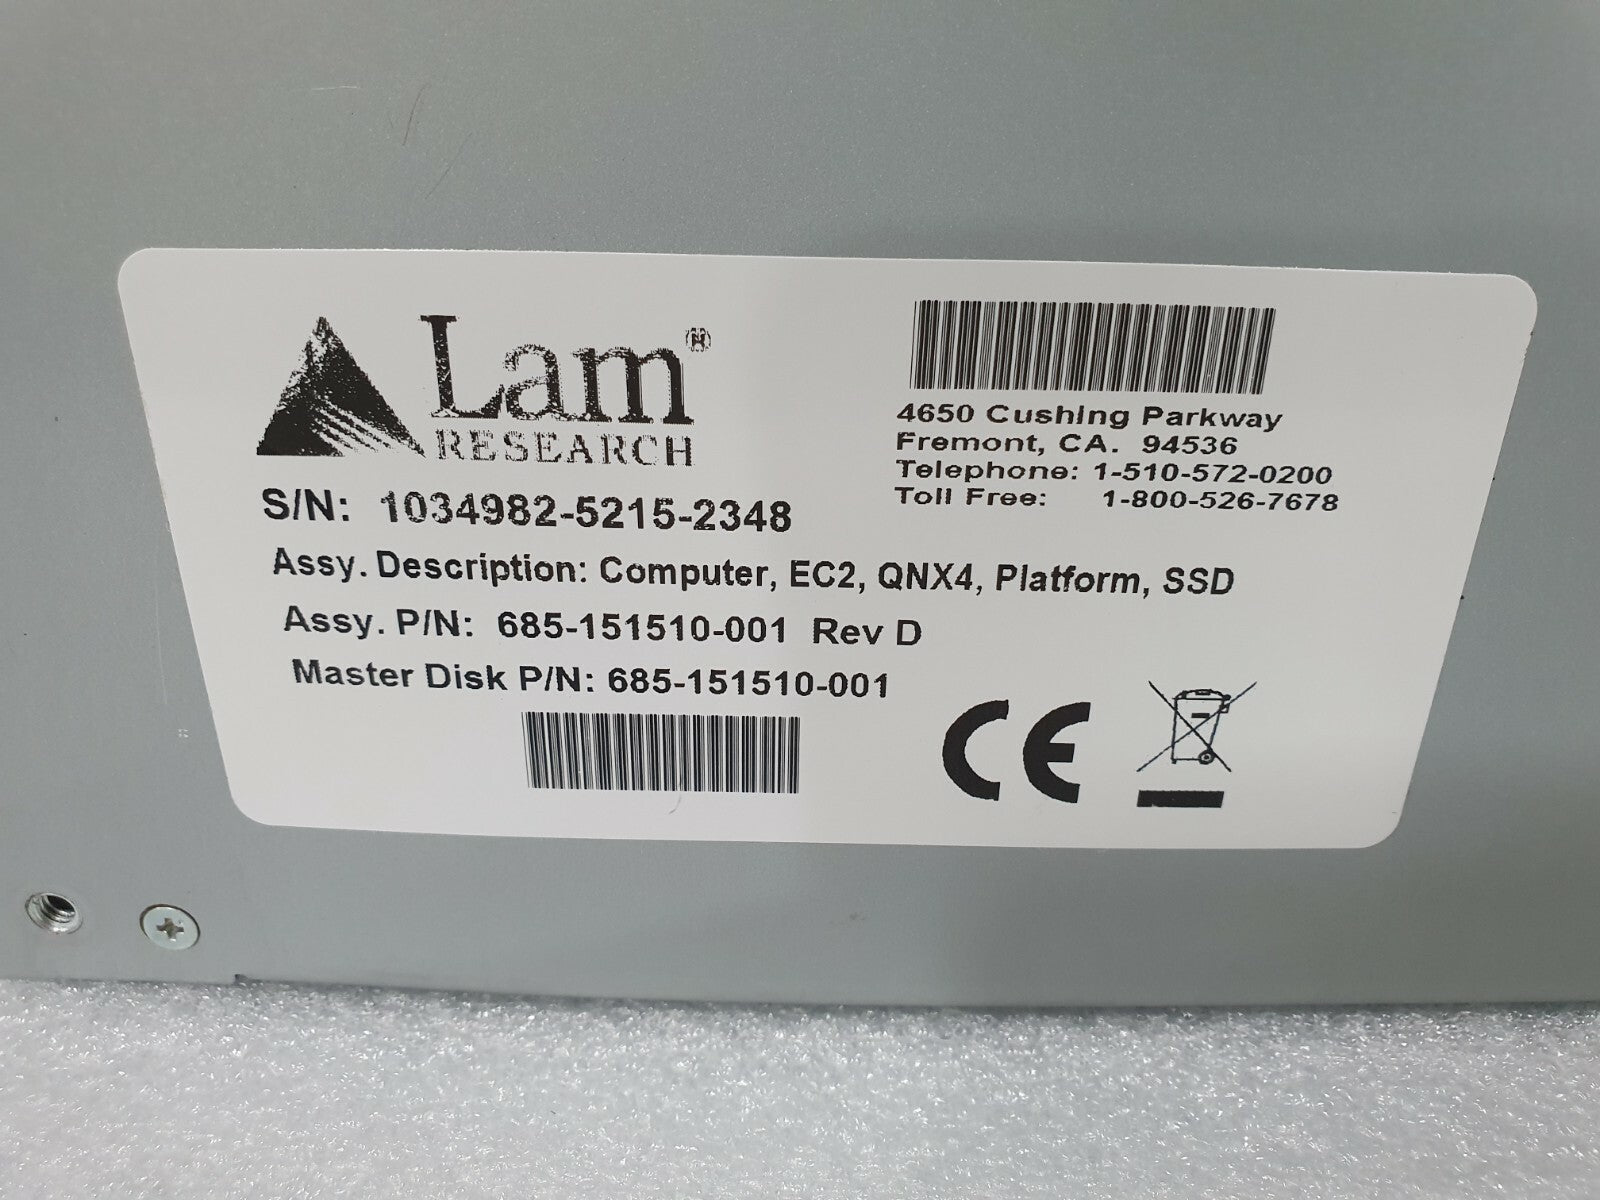 Lam®
RESEARCH
4650 Cushing Parkway
Fremont, CA. 94536
Telephone: 1-510-572-0200
Toll Free: 1-800-526-7678
S/N: 1034982-5215-2348
Assy. Description: Computer, EC2, QNX4, Platform, SSD
Assy. P/N: 685-151510-001 Rev D
Master Disk P/N: 685-151510-001
CE